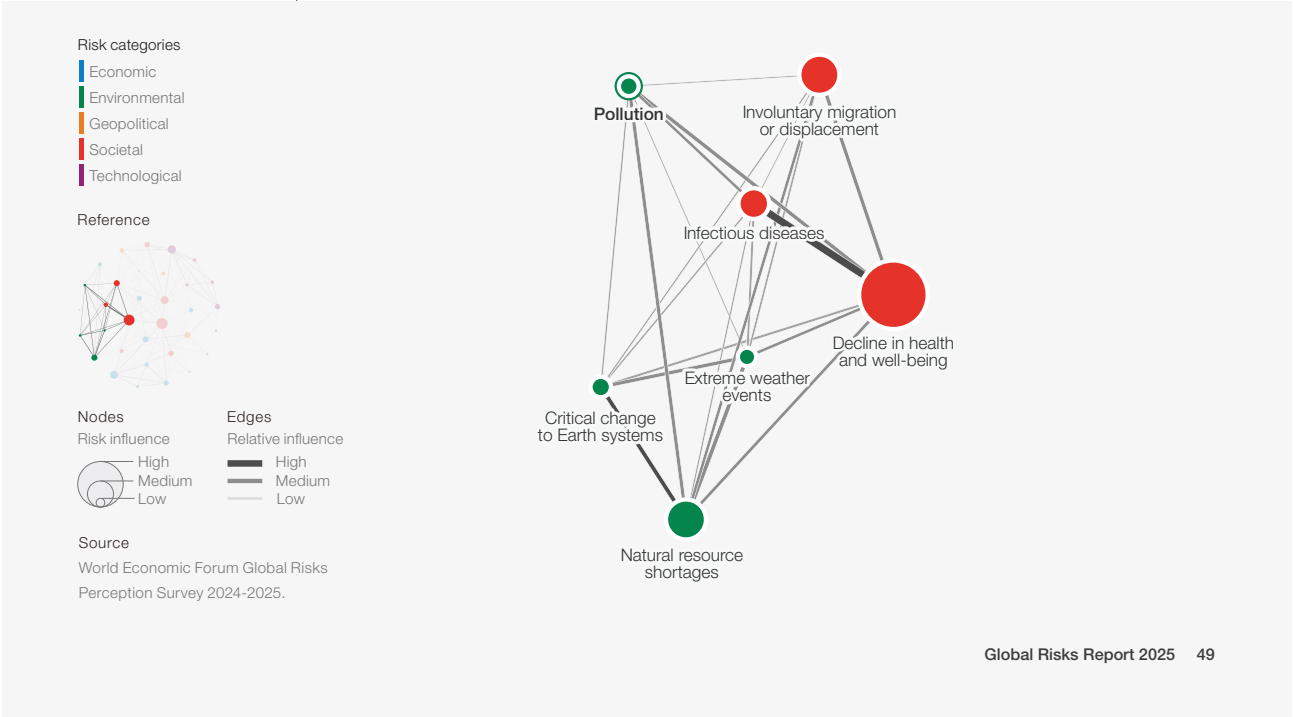 Risk categories
Economic
Environmental
Geopolitical
Societal
Technological
Reference
Nodes
Risk influence
High
Medium
Low
Edges
Relative influence
High
Medium
Low
Source
World Economic Forum Global Risks
Perception Survey 2024-2025.
Pollution
Involuntary migration
or displacement
Infectious diseases
Decline in health
and well-being
Extreme weather
events
Critical change
to Earth systems
Natural resource
shortages
Global Risks Report 2025 49